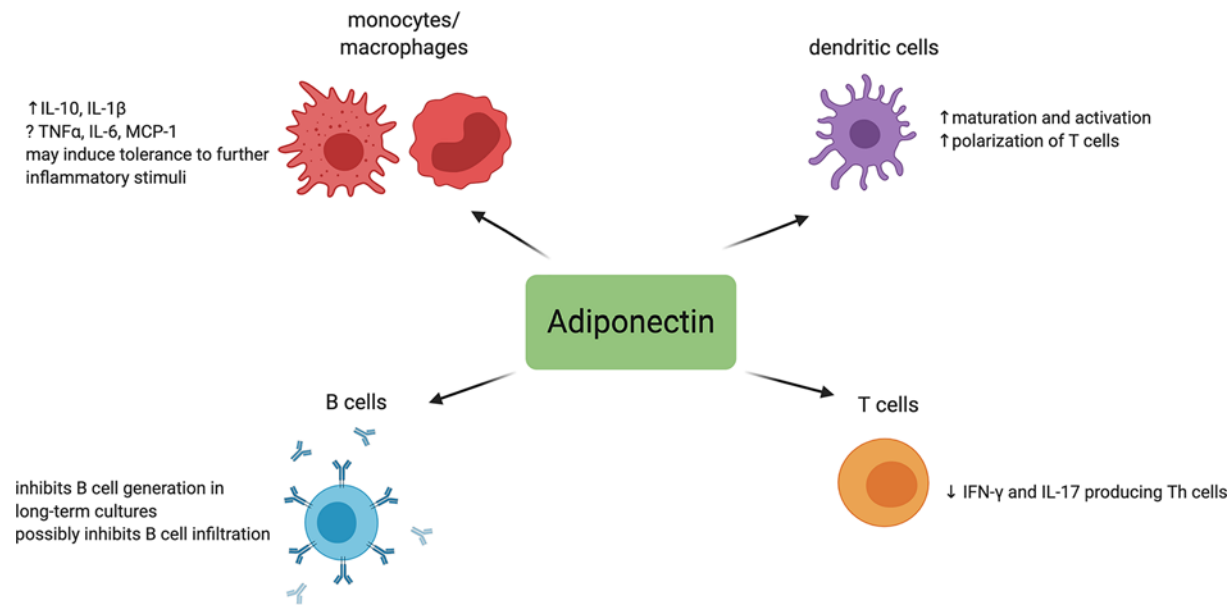 monocytes/
macrophages
↑IL-10, IL-1β
? TNFα, IL-6, MCP-1
may induce tolerance to further
inflammatory stimuli
dendritic cells
↑maturation and activation
↑polarization of T cells
Adiponectin
B cells
inhibits B cell generation in
long-term cultures
possibly inhibits B cell infiltration
T cells
↓ IFN-γ and IL-17 producing Th cells